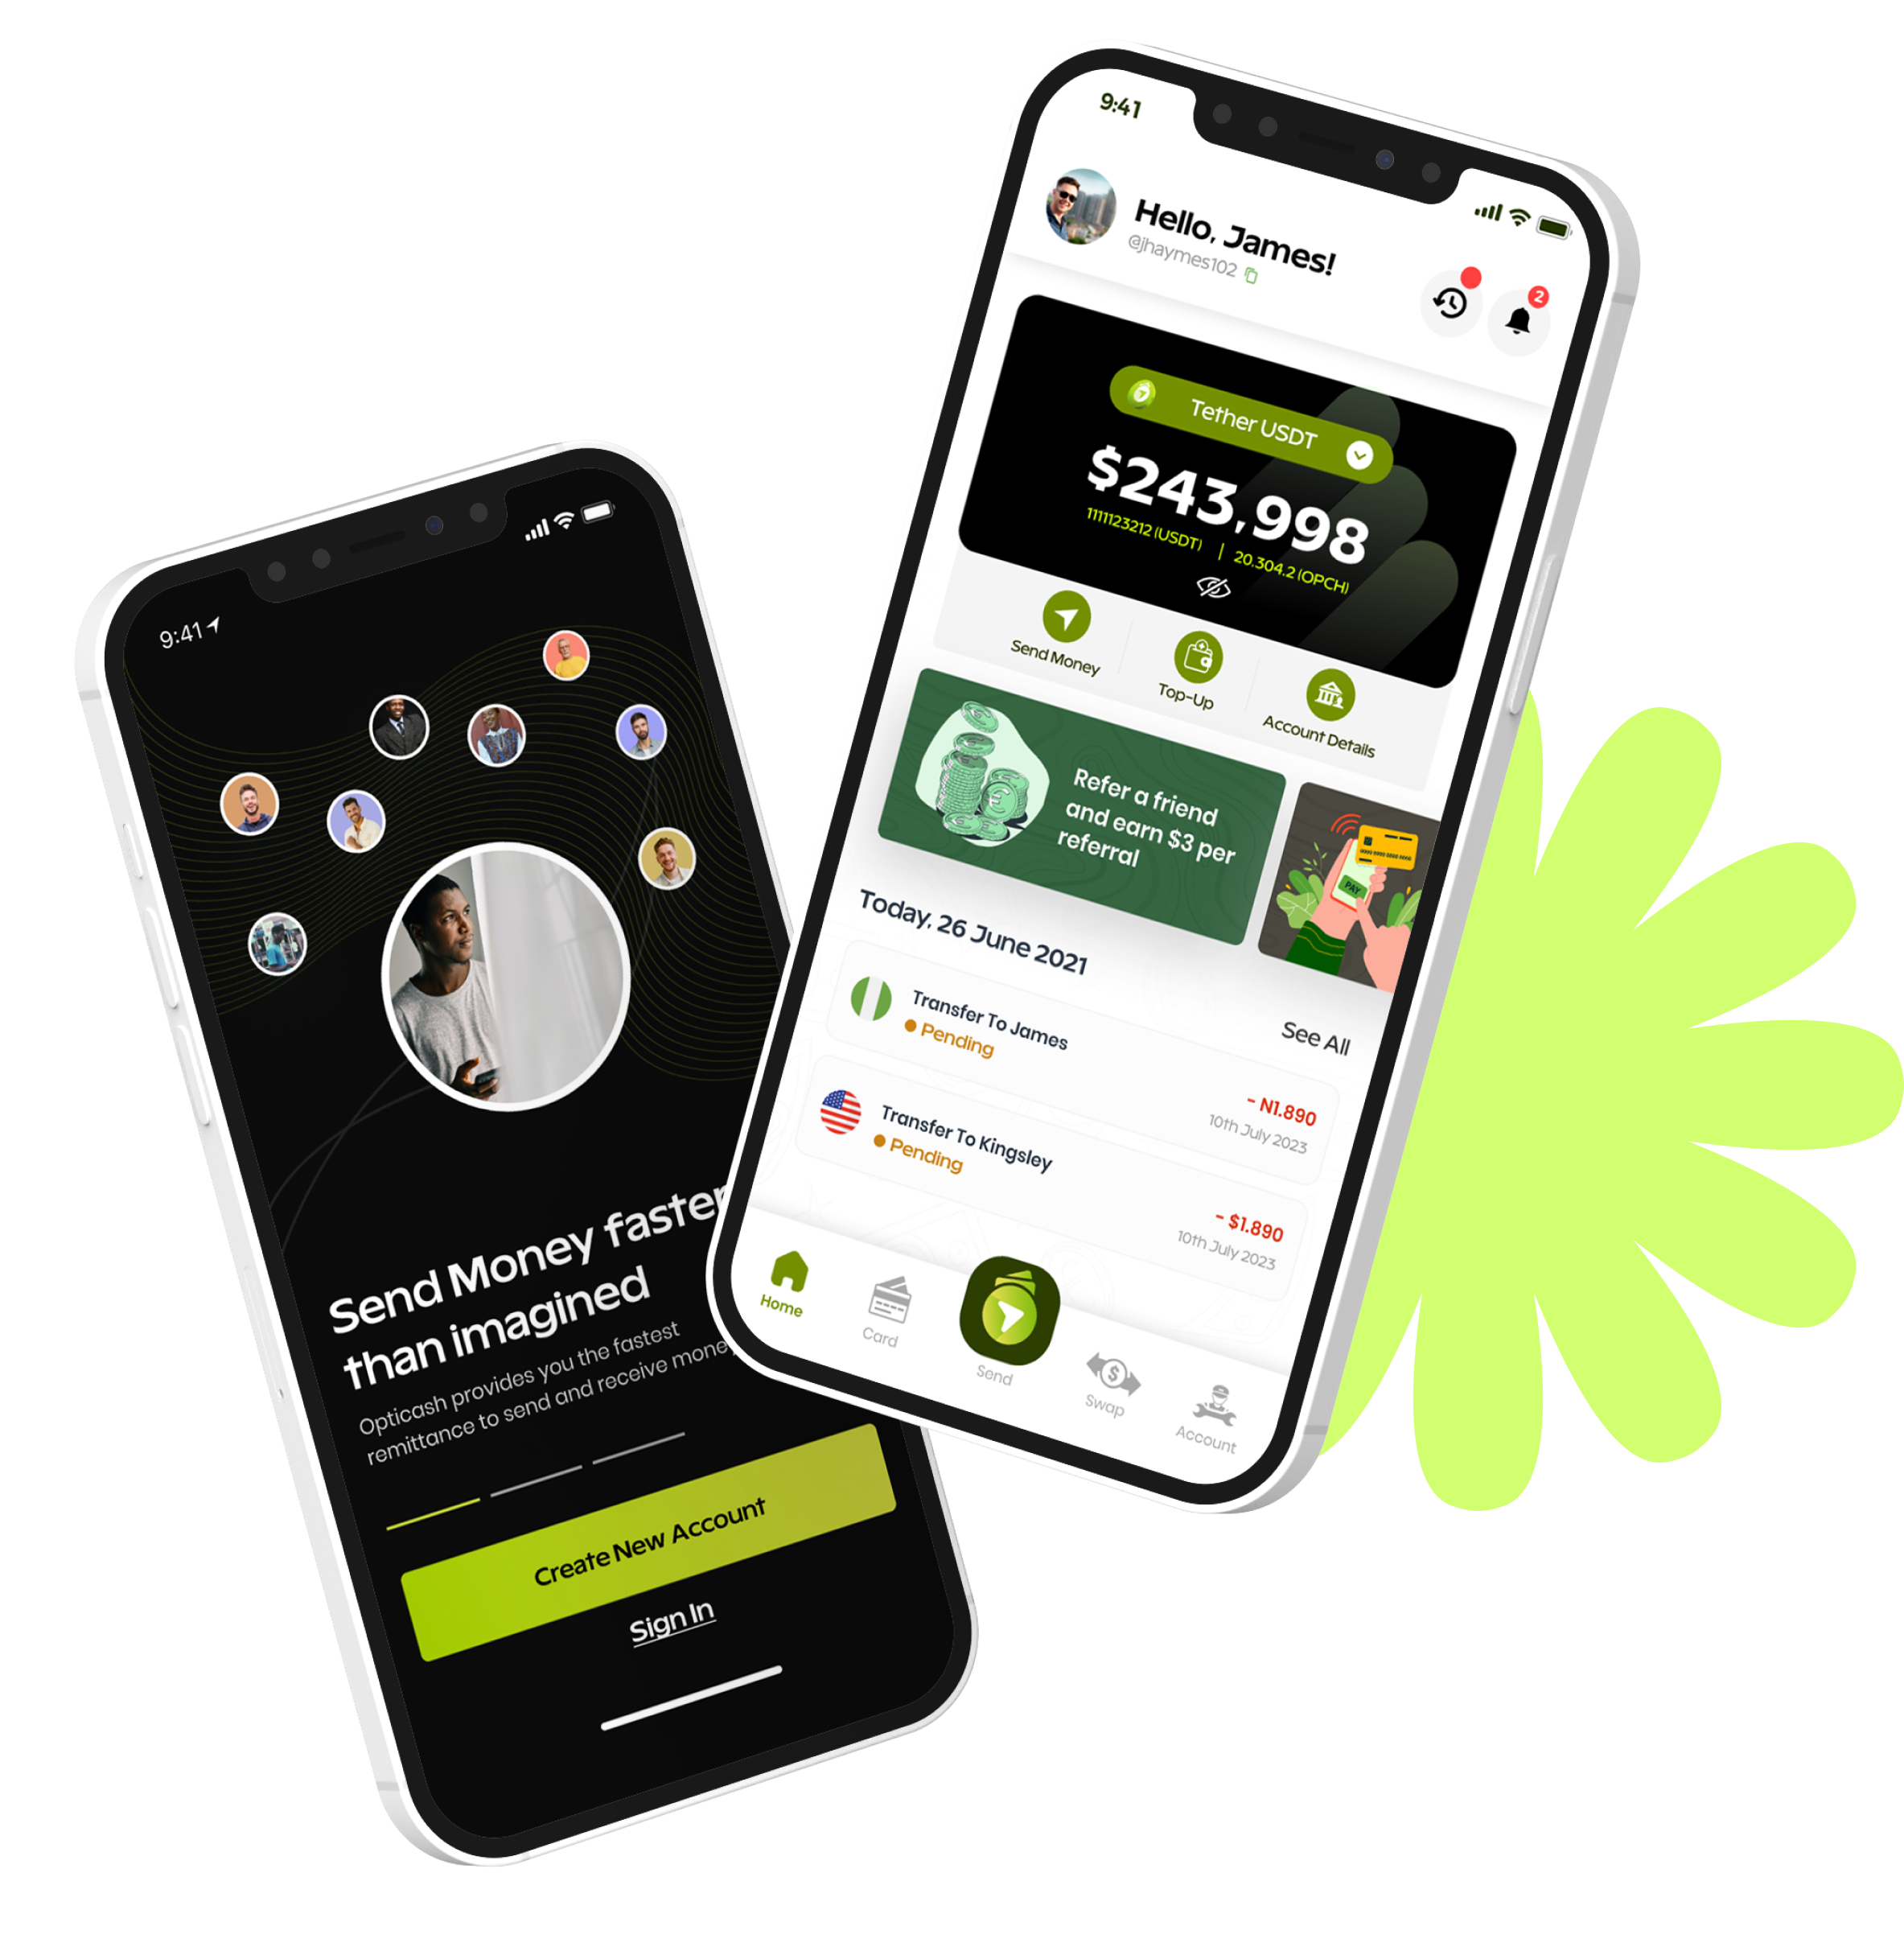 9:41
Send Money faster
than imagined
Opticash provides you the fastest
remittance to send and receive money
Create New Account
Sign In
9:41
Hello, James!
@jhaymes102
2
Tether USDT
$243,998
1111123212 (USDT) | 20.304.2 (OPCH)
Send Money
Top-Up
Account Details
Refer a friend
and earn $3 per
referral
PAY
Today, 26 June 2021
See All
Transfer To James
Pending
- N1.890
10th July 2023
Transfer To Kingsley
Pending
- $1.890
10th July 2023
Home
Card
Send
Swap
Account